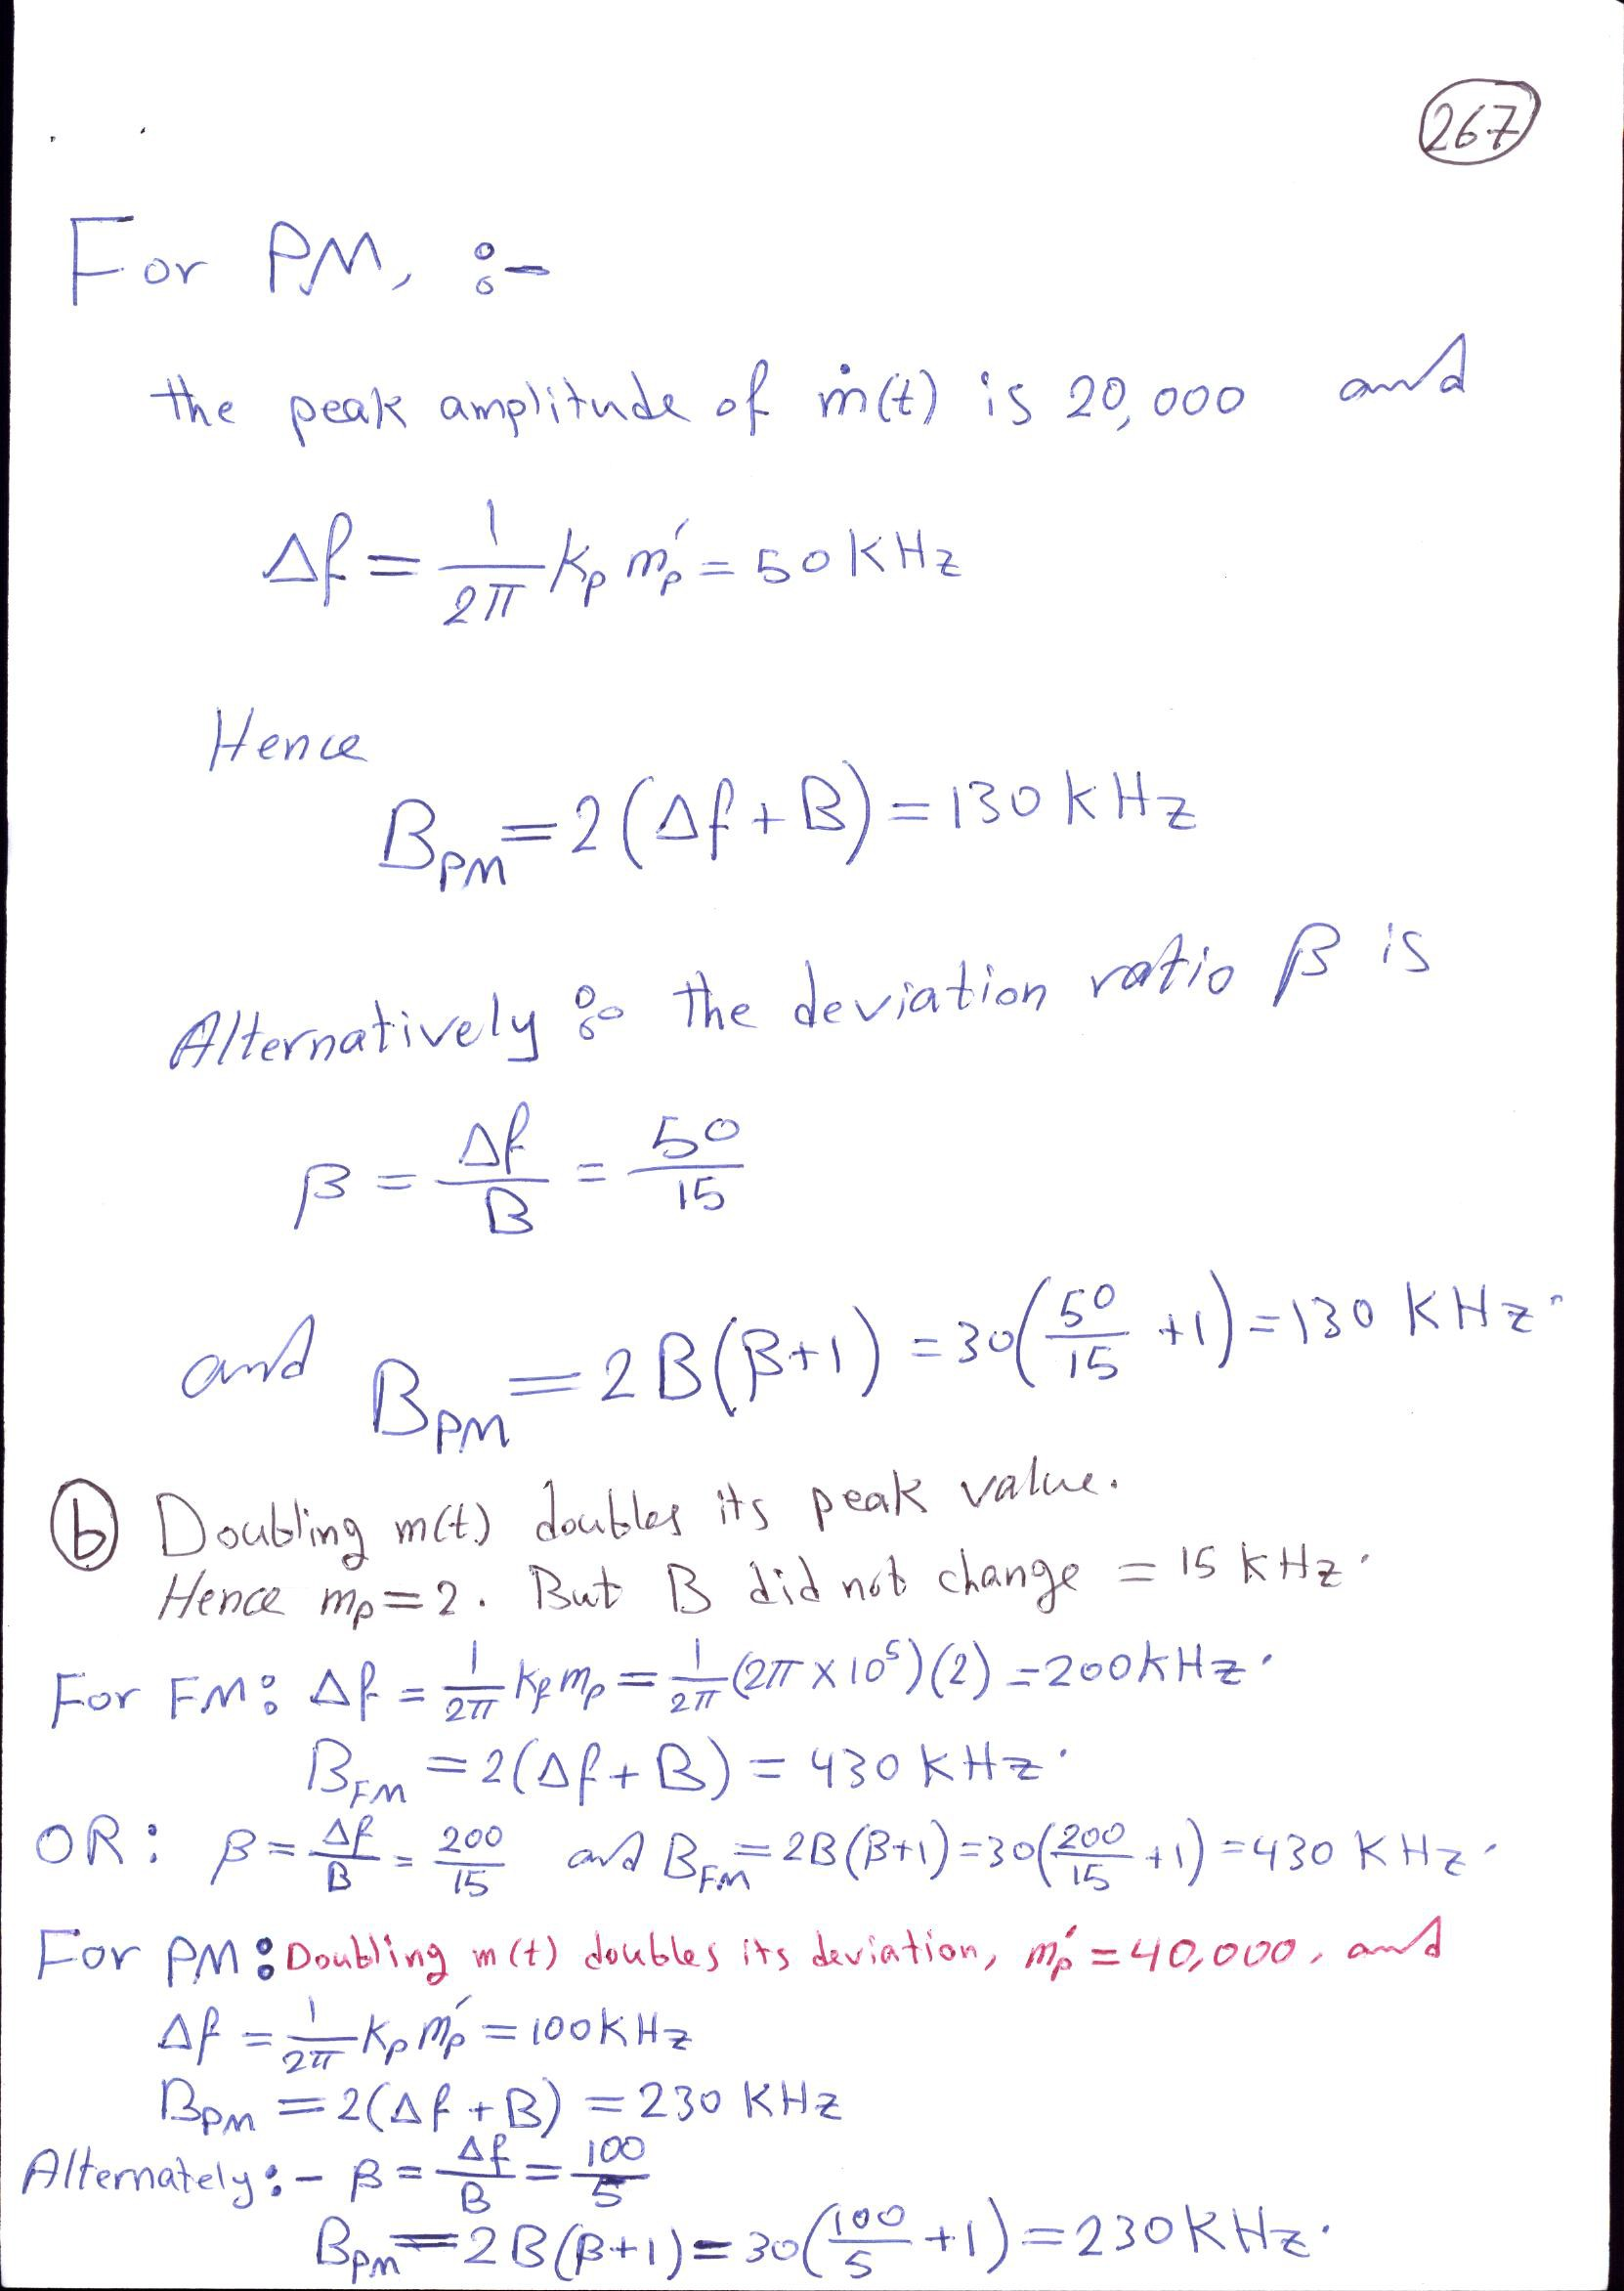 267
For PM, :-
the peak amplitude of ṁ(t) is 20,000 and
Δf = 1/2π kp m'p = 50 KHz
Hence
BPM = 2(Δf + B) = 130 kHz
Alternatively :- the deviation ratio β is
β = Δf/B = 50/15
and BPM = 2B(β+1) = 30(50/15 +1) = 130 KHz.
(b) Doubling m(t) doubles its peak value.
Hence mp = 2. But B did not change = 15 kHz.
For FM: Δf = 1/2π kf mp = 1/2π (2π x 10⁵)(2) = 200 kHz.
BFM = 2(Δf + B) = 430 kHz.
OR: β = Δf/B = 200/15 and BFM = 2B(β+1) = 30(200/15 +1) = 430 KHz.
For PM: Doubling m(t) doubles its deviation, m'p = 40,000, and
Δf = 1/2π kp m'p = 100 kHz
BPM = 2(Δf + B) = 230 KHz
Alternately:- β = Δf/B = 100/5
BPM = 2B(β+1) = 30(100/5 +1) = 230 KHz.